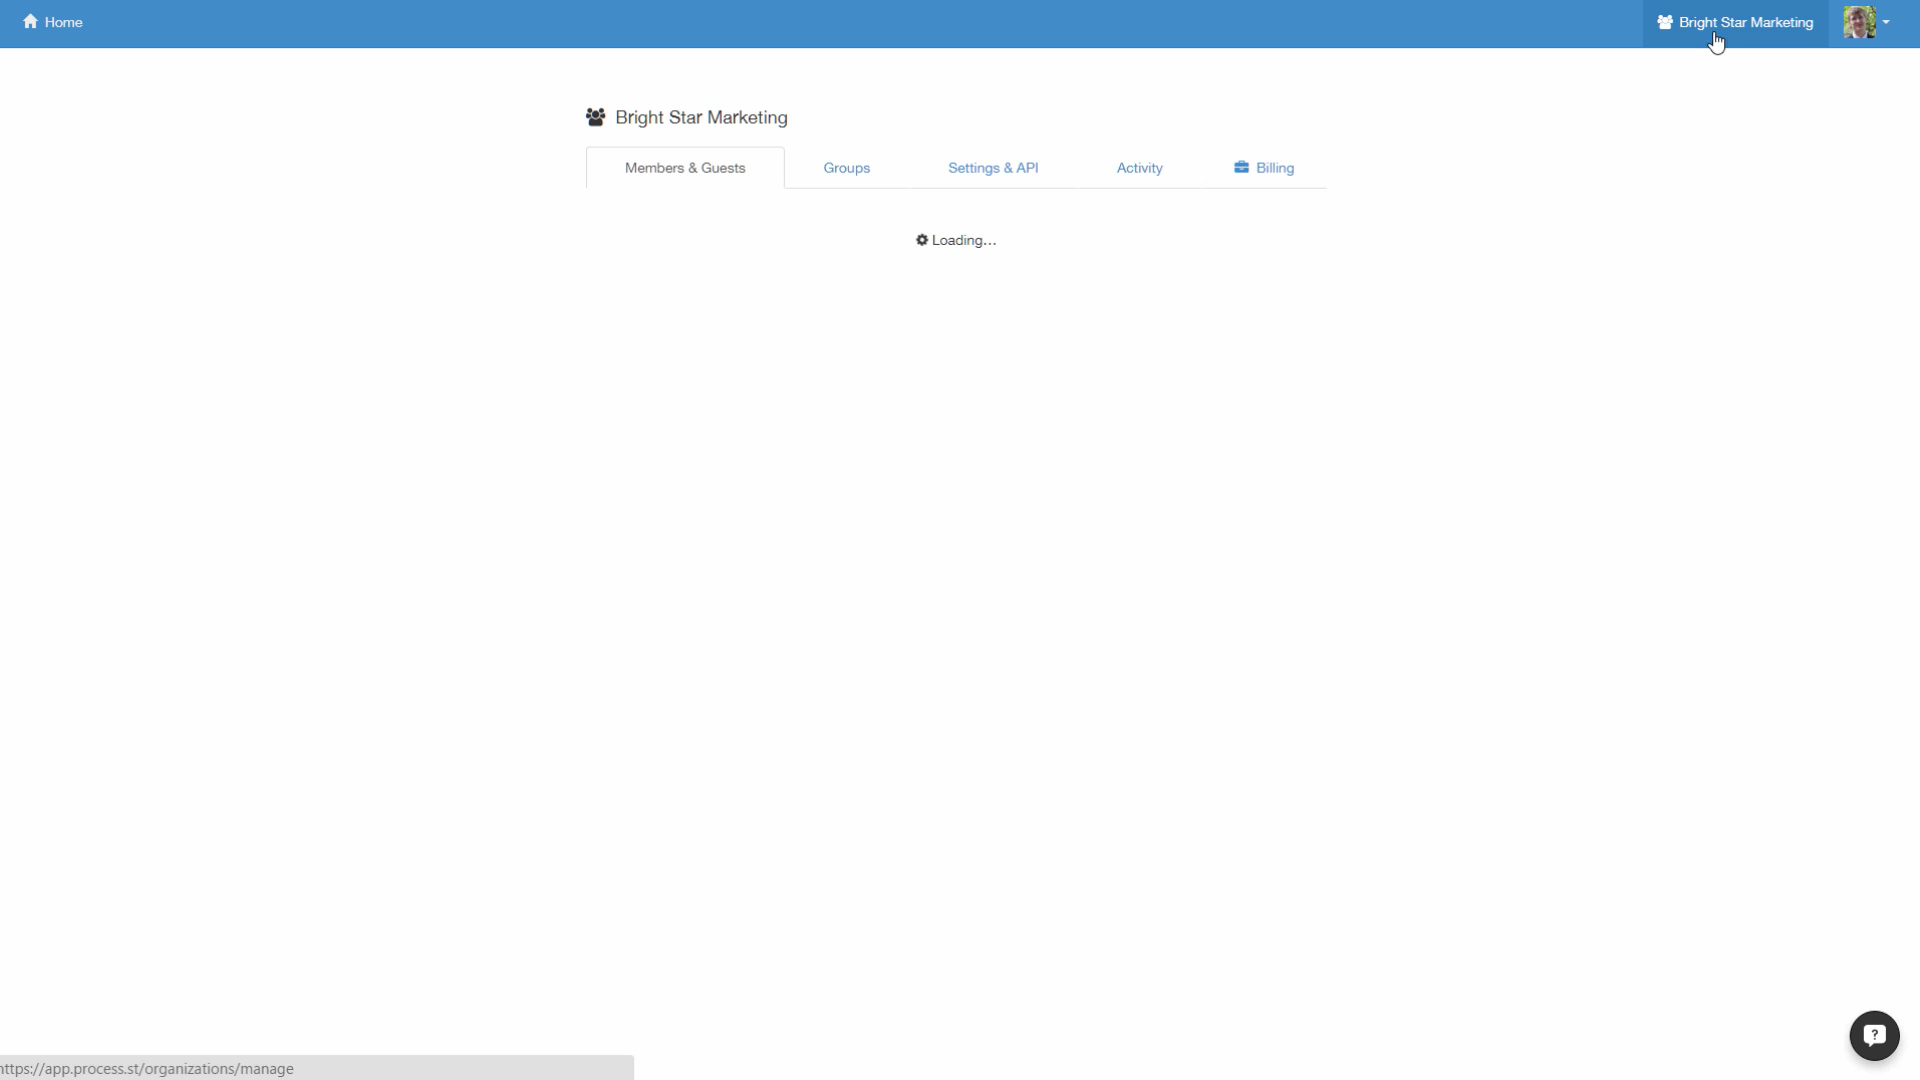 Home
Bright Star Marketing
Bright Star Marketing
Members & Guests
Groups
Settings & API
Activity
Billing
Loading...
?
ttps://app.process.st/organizations/manage